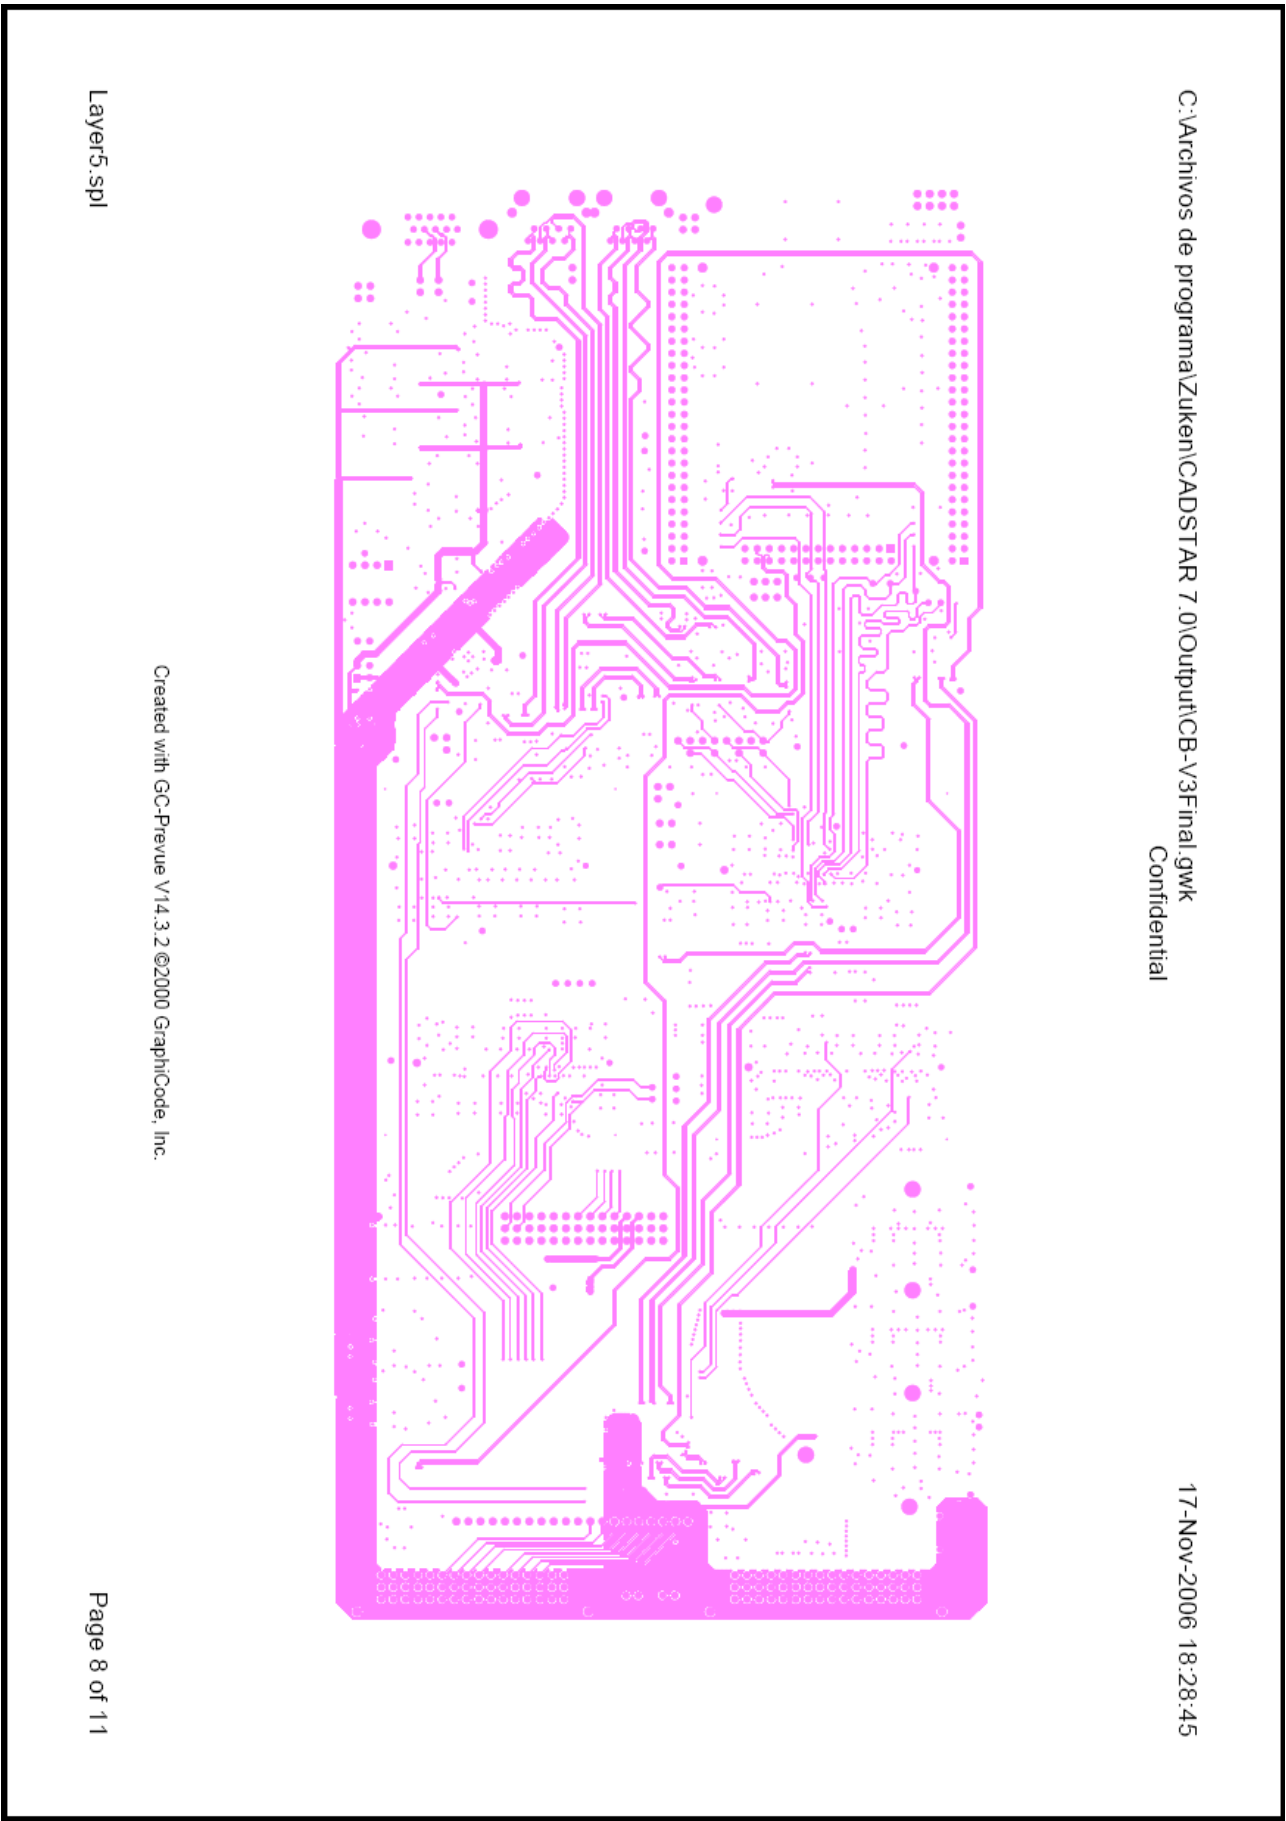 C:\Archivos de programa\Zuken\CADSTAR 7.0\Output\CB-V3Final.gwk
17-Nov-2006 18:28:45
Confidential
Created with GC-Prevue V14.3.2 ©2000 GraphiCode, Inc.
Layer5.spl
Page 8 of 11